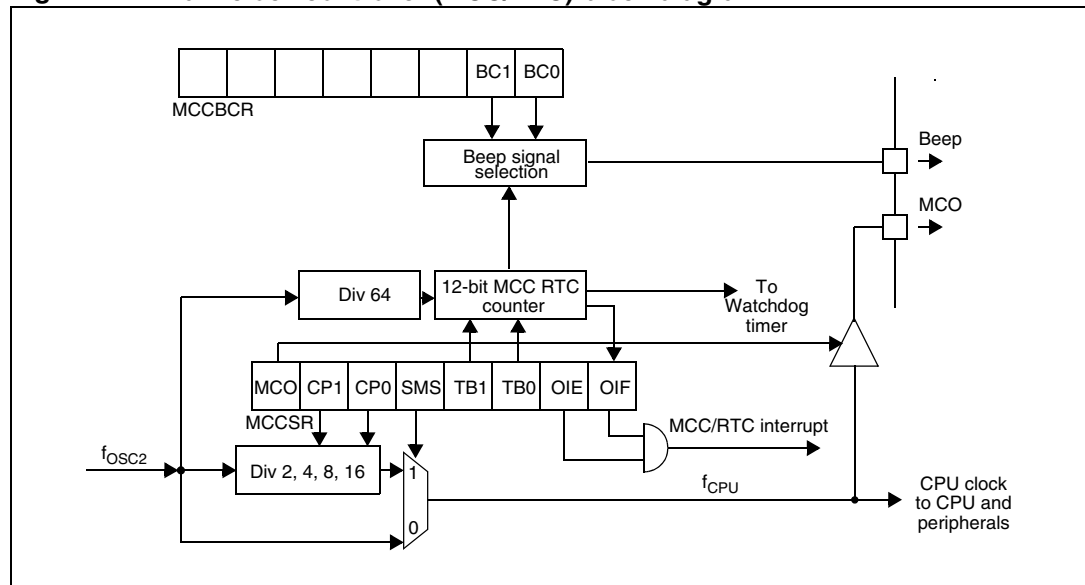 BC1 BC0
MCCBCR
Beep signal
selection
Beep
MCO
Div 64
12-bit MCC RTC
counter
To
Watchdog
timer
MCO CP1 CP0 SMS TB1 TB0 OIE OIF
MCCSR
MCC/RTC interrupt
fOSC2
Div 2, 4, 8, 16
1
0
fCPU
CPU clock
to CPU and
peripherals